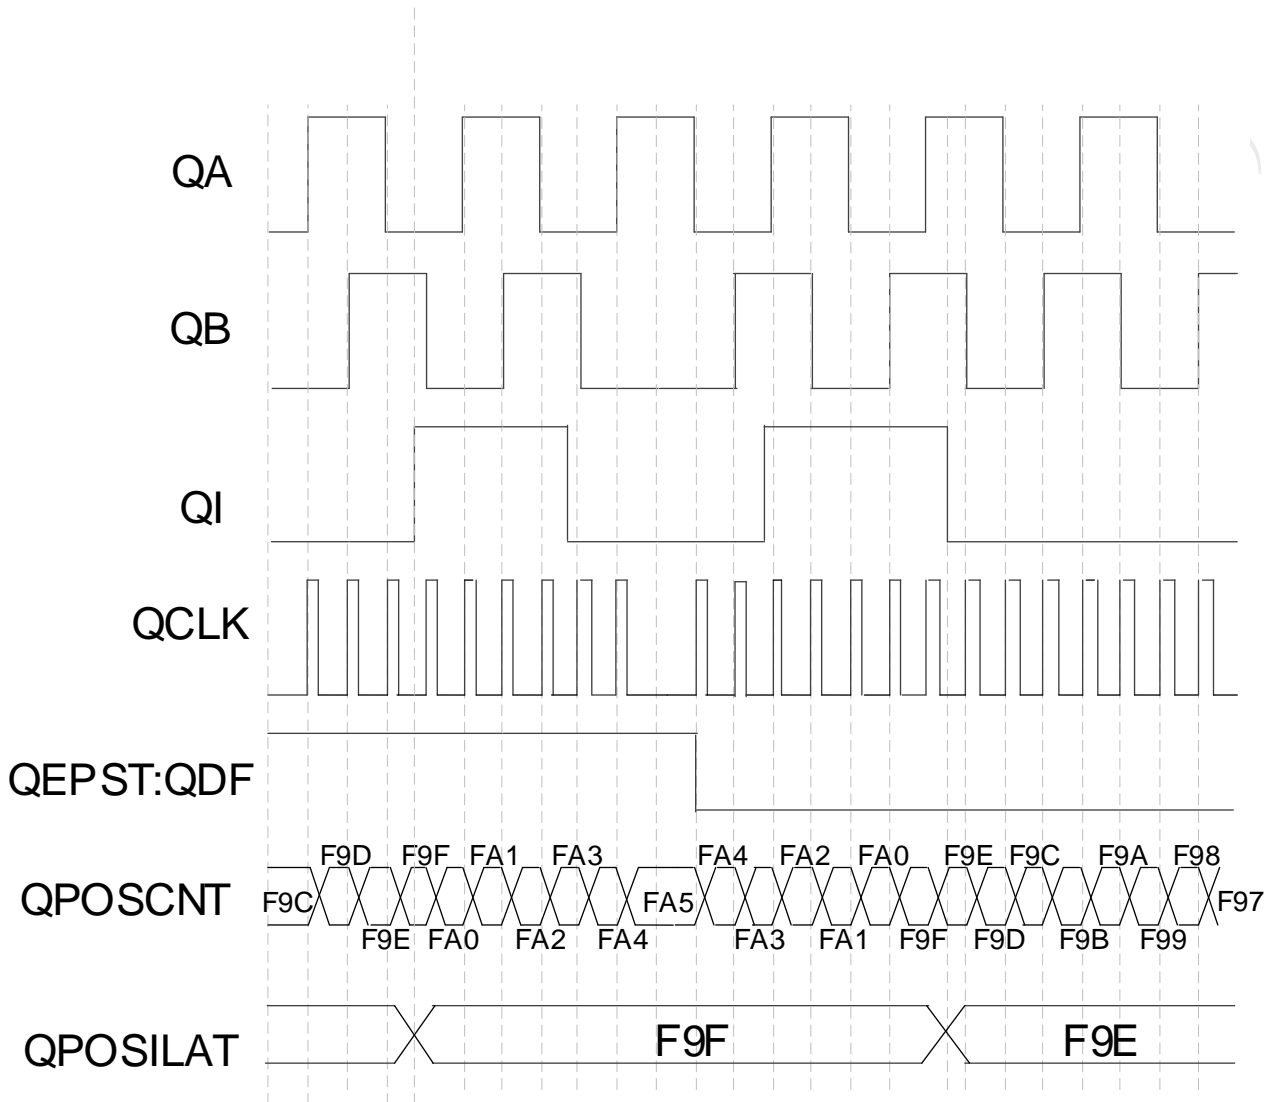 QA
QB
QI
QCLK
QEPST:QDF
F9D F9F FA1 FA3 FA4 FA2 FA0 F9E F9C F9A F98
QPOSCNT F9C FA5 F97
F9E FA0 FA2 FA4 FA3 FA1 F9F F9D F9B F99
QPOSILAT F9F F9E